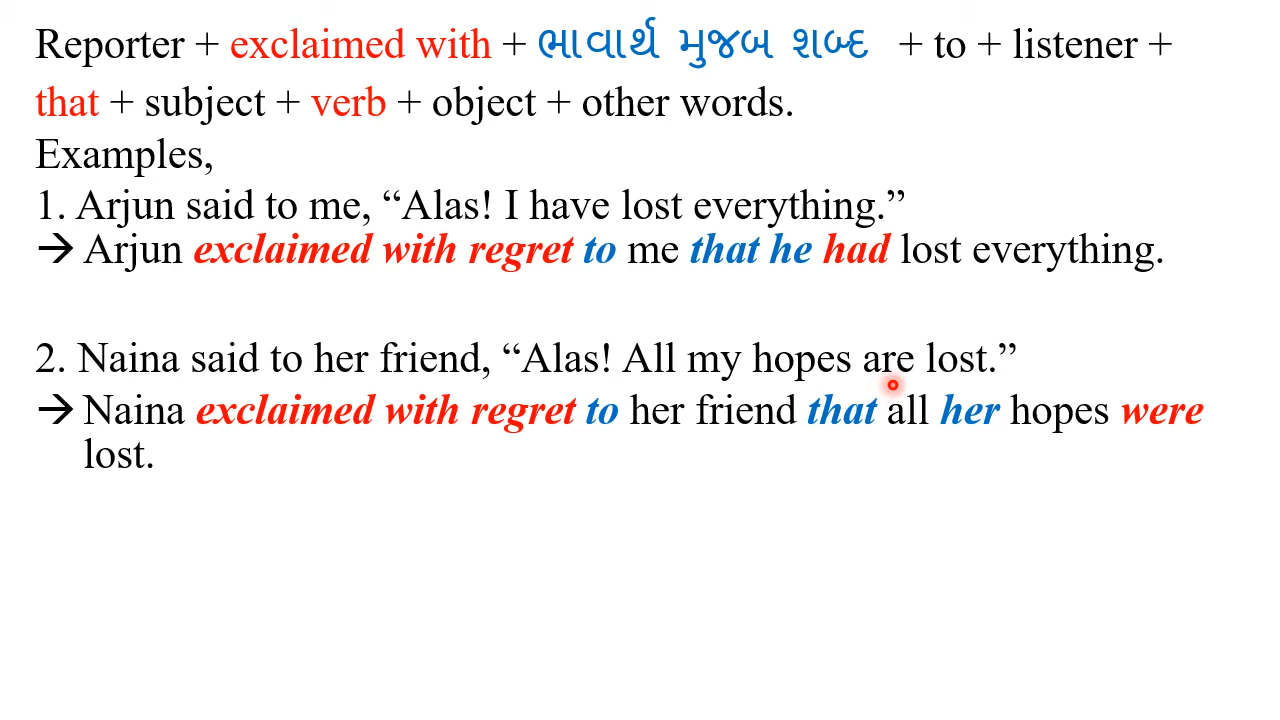 Reporter + exclaimed with + ભાવાર્થ મુજબ શબ્દ + to + listener +
that + subject + verb + object + other words.
Examples,
1. Arjun said to me, “Alas! I have lost everything.”
→ Arjun exclaimed with regret to me that he had lost everything.
2. Naina said to her friend, “Alas! All my hopes are lost.”
→ Naina exclaimed with regret to her friend that all her hopes were
lost.